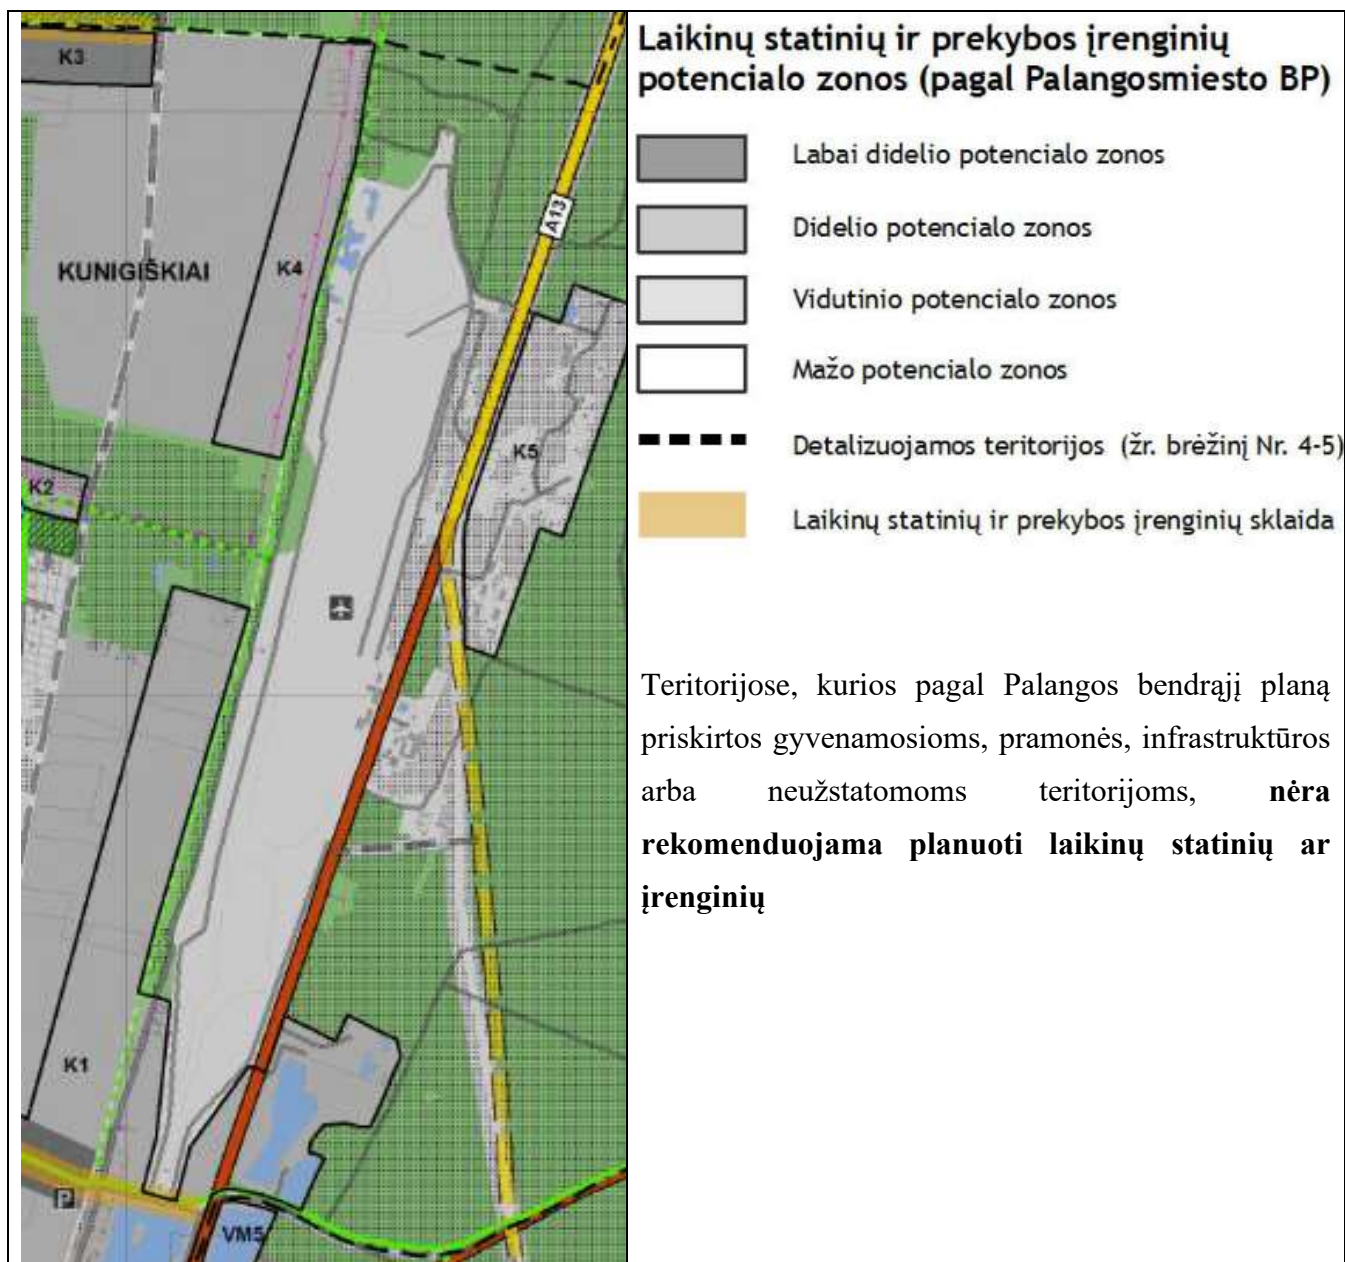 K3
A13
KUNIGIŠKIAI
K4
K5
K2
K1
P
VM5
Laikinų statinių ir prekybos įrenginių
potencialo zonos (pagal Palangosmiesto BP)
Labai didelio potencialo zonos
Didelio potencialo zonos
Vidutinio potencialo zonos
Mažo potencialo zonos
Detalizuojamos teritorijos (žr. brėžinį Nr. 4-5)
Laikinų statinių ir prekybos įrenginių sklaida
Teritorijose, kurios pagal Palangos bendrąjį planą
priskirtos gyvenamosioms, pramonės, infrastruktūros
arba neužstatomoms teritorijoms, nėra
rekomenduojama planuoti laikinų statinių ar
įrenginių